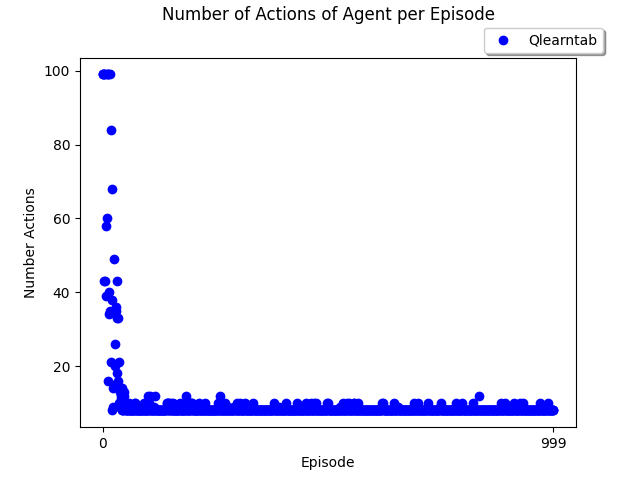 Number of Actions of Agent per Episode
Qlearntab
100
80
60
40
20
Number Actions
0
999
Episode